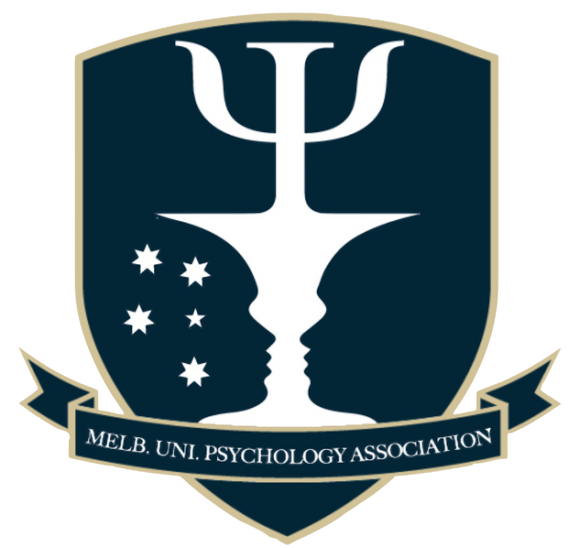 Ψ
MELB. UNI. PSYCHOLOGY ASSOCIATION